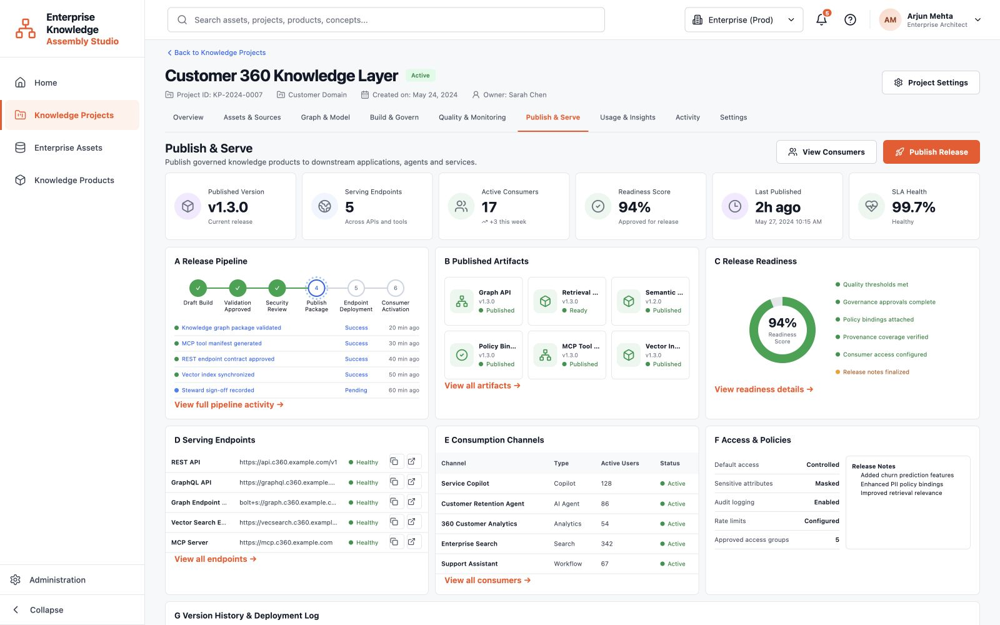 Enterprise
Knowledge
Assembly Studio
Search assets, projects, products, concepts...
Enterprise (Prod)
5
AM
Arjun Mehta
Enterprise Architect
Home
Knowledge Projects
Enterprise Assets
Knowledge Products
Administration
Collapse
Back to Knowledge Projects
Customer 360 Knowledge Layer
Active
Project Settings
Project ID: KP-2024-0007
Customer Domain
Created on: May 24, 2024
Owner: Sarah Chen
Overview
Assets & Sources
Graph & Model
Build & Govern
Quality & Monitoring
Publish & Serve
Usage & Insights
Activity
Settings
Publish & Serve
Publish governed knowledge products to downstream applications, agents and services.
View Consumers
Publish Release
Published Version
v1.3.0
Current release
Serving Endpoints
5
Across APIs and tools
Active Consumers
17
+3 this week
Readiness Score
94%
Approved for release
Last Published
2h ago
May 27, 2024 10:15 AM
SLA Health
99.7%
Healthy
A Release Pipeline
4
5
6
Draft Build
Validation Approved
Security Review
Publish Package
Endpoint Deployment
Consumer Activation
Knowledge graph package validated Success 20 min ago
MCP tool manifest generated Success 30 min ago
REST endpoint contract approved Success 40 min ago
Vector index synchronized Success 50 min ago
Steward sign-off recorded Pending 60 min ago
View full pipeline activity →
B Published Artifacts
Graph API
v1.3.0
Published
Retrieval ...
v1.3.0
Ready
Semantic ...
v1.2.0
Published
Policy Bin...
v1.3.0
Published
MCP Tool ...
v1.3.0
Published
Vector In...
v1.3.0
Published
View all artifacts →
C Release Readiness
94%
Readiness
Score
Quality thresholds met
Governance approvals complete
Policy bindings attached
Provenance coverage verified
Consumer access configured
Release notes finalized
View readiness details →
D Serving Endpoints
REST API https://api.c360.example.com/v1 Healthy
GraphQL API https://graphql.c360.example.... Healthy
Graph Endpoint ... bolt+s://graph.c360.example.c... Healthy
Vector Search E... https://vecsearch.c360.exampl... Healthy
MCP Server https://mcp.c360.example.com Healthy
View all endpoints →
E Consumption Channels
Channel Type Active Users Status
Service Copilot Copilot 128 Active
Customer Retention Agent AI Agent 86 Active
360 Customer Analytics Analytics 54 Active
Enterprise Search Search 342 Active
Support Assistant Workflow 67 Active
View all consumers →
F Access & Policies
Default access Controlled
Sensitive attributes Masked
Audit logging Enabled
Rate limits Configured
Approved access groups 5
Release Notes
Added churn prediction features
Enhanced PII policy bindings
Improved retrieval relevance
G Version History & Deployment Log